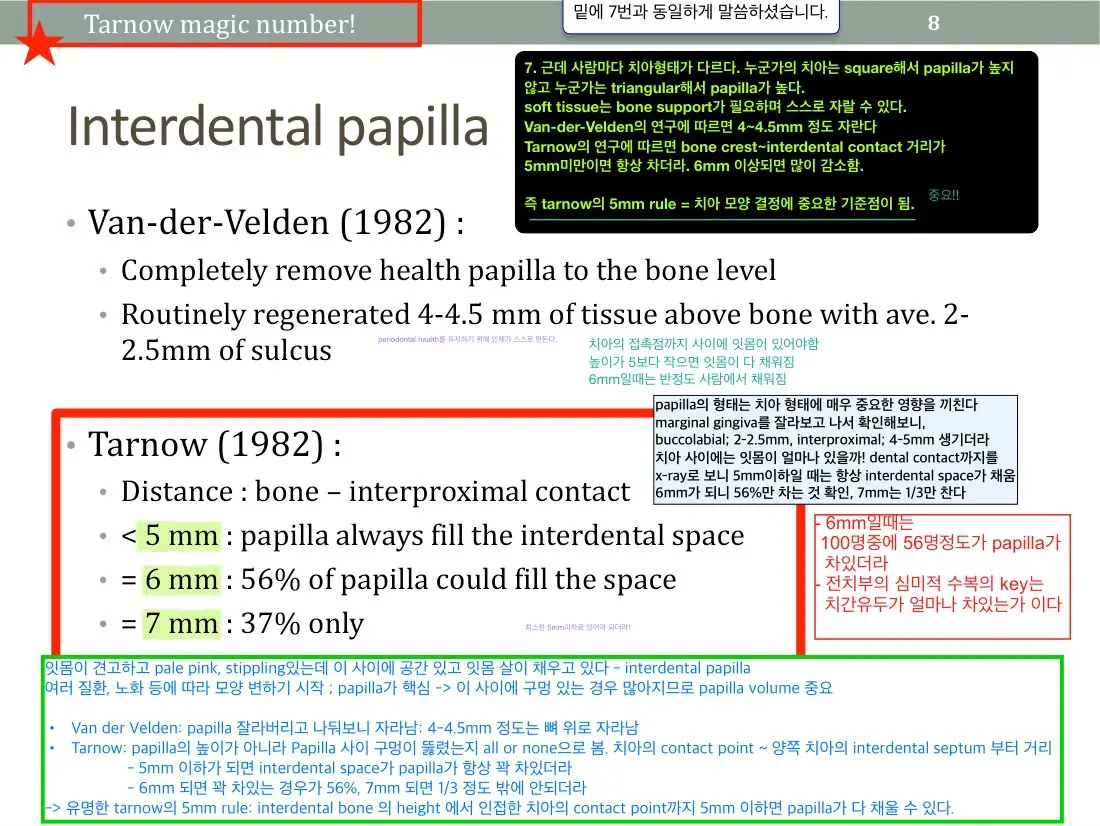 Tarnow magic number!
밑에 7번과 동일하게 말씀하셨습니다.
8
7. 근데 사람마다 치아형태가 다르다. 누군가의 치아는 square해서 papilla가 높지
않고 누군가는 triangular해서 papilla가 높다.
soft tissue는 bone support가 필요하며 스스로 자랄 수 있다.
Van-der-Velden의 연구에 따르면 4~4.5mm 정도 자란다
Tarnow의 연구에 따르면 bone crest~interdental contact 거리가
5mm미만이면 항상 차더라. 6mm 이상되면 많이 감소함.
즉 tarnow의 5mm rule = 치아 모양 결정에 중요한 기준점이 됨.
중요!!
Interdental papilla
• Van-der-Velden (1982) :
• Completely remove health papilla to the bone level
• Routinely regenerated 4-4.5 mm of tissue above bone with ave. 2-
2.5mm of sulcus
periodontal health를 유지하기 위해 인체가 스스로 만든다.
치아의 접촉점까지 사이에 잇몸이 있어야함
높이가 5보다 작으면 잇몸이 다 채워짐
6mm일때는 반정도 사람에서 채워짐
papilla의 형태는 치아 형태에 매우 중요한 영향을 끼친다
marginal gingiva를 잘라보고 나서 확인해보니,
buccolabial; 2-2.5mm, interproximal; 4-5mm 생기더라
치아 사이에는 잇몸이 얼마나 있을까! dental contact까지를
x-ray로 보니 5mm이하일 때는 항상 interdental space가 채움
6mm가 되니 56%만 차는 것 확인, 7mm는 1/3만 찬다
• Tarnow (1982) :
• Distance : bone – interproximal contact
• < 5 mm : papilla always fill the interdental space
• = 6 mm : 56% of papilla could fill the space
• = 7 mm : 37% only
최소한 5mm이하로 있어야 되더라!
- 6mm일때는
100명중에 56명정도가 papilla가
차있더라
- 전치부의 심미적 수복의 key는
치간유두가 얼마나 차있는가 이다
잇몸이 견고하고 pale pink, stippling있는데 이 사이에 공간 있고 잇몸 살이 채우고 있다 – interdental papilla
여러 질환, 노화 등에 따라 모양 변하기 시작 ; papilla가 핵심 -> 이 사이에 구멍 있는 경우 많아지므로 papilla volume 중요
• Van der Velden: papilla 잘라버리고 나둬보니 자라남: 4-4.5mm 정도는 뼈 위로 자라남
• Tarnow: papilla의 높이가 아니라 Papilla 사이 구멍이 뚫렸는지 all or none으로 봄. 치아의 contact point ~ 양쪽 치아의 interdental septum 부터 거리
- 5mm 이하가 되면 interdental space가 papilla가 항상 꽉 차있더라
- 6mm 되면 꽉 차있는 경우가 56%, 7mm 되면 1/3 정도 밖에 안되더라
-> 유명한 tarnow의 5mm rule: interdental bone 의 height 에서 인접한 치아의 contact point까지 5mm 이하면 papilla가 다 채울 수 있다.